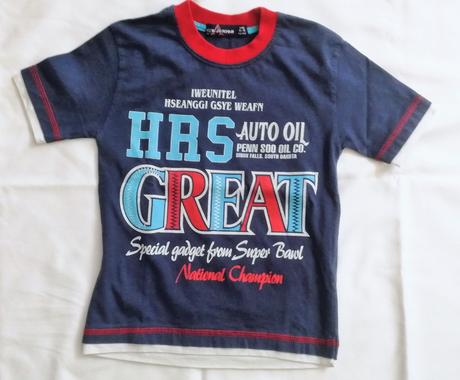 IWEUNITEL
HSEANGGI GSYE WEAFN
HRS AUTO OIL
PENN SOO OIL CO.
SIOUX FALLS, SOUTH DAKOTA
GREAT
Special gadget from Super Bawl
National Champion